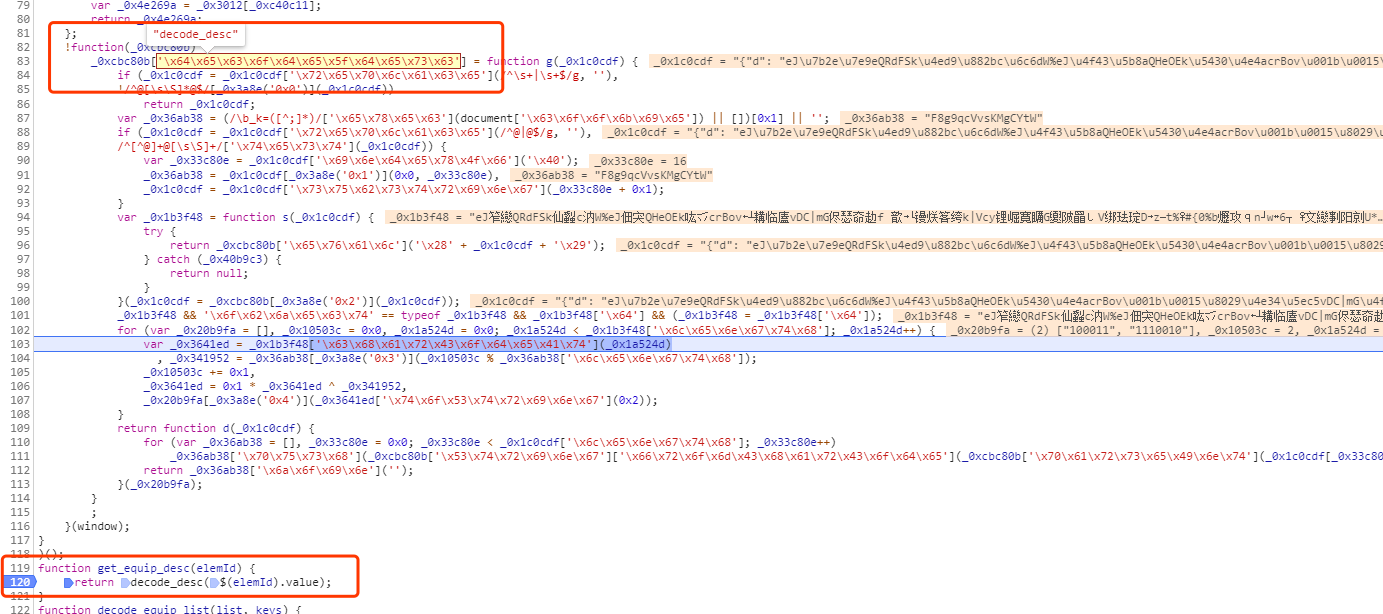 79 var _0x4e269a = _0x3012[_0xc40c11];
80 return _0x4e269a;
81 };
"decode_desc"
82 !function(_0xcbc80b)
83 _0xcbc80b['\x64\x65\x63\x6f\x64\x65\x5f\x64\x65\x73\x63'] = function g(_0x1c0cdf) { _0x1c0cdf = "{"d": "eJ\u7b2e\u7e9eQRdFSk\u4ed9\u882bc\u6c6dW%eJ\u4f43\u5b8aQHeOEk\u5430\u4e4acrBov\u001b\u0015
84 if (_0x1c0cdf = _0x1c0cdf['\x72\x65\x70\x6c\x61\x63\x65'](/^\s+|\s+$/g, ''),
85 !/^@[\s\S]*@$/[_0x3a8e('0x0')](_0x1c0cdf))
86 return _0x1c0cdf;
87 var _0x36ab38 = (/\b_k=([^;]*)/['\x65\x78\x65\x63'](document['\x63\x6f\x6f\x6b\x69\x65']) || [])[0x1] || ''; _0x36ab38 = "F8g9qcVvsKMgCYtW"
88 if (_0x1c0cdf = _0x1c0cdf['\x72\x65\x70\x6c\x61\x63\x65'](/^@|@$/g, ''), _0x1c0cdf = "{"d": "eJ\u7b2e\u7e9eQRdFSk\u4ed9\u882bc\u6c6dW%eJ\u4f43\u5b8aQHeOEk\u5430\u4e4acrBov\u001b\u0015\u8029
89 /^[^@]+@[\s\S]+/['\x74\x65\x73\x74'](_0x1c0cdf)) {
90 var _0x33c80e = _0x1c0cdf['\x69\x6e\x64\x65\x78\x4f\x66']('\x40'); _0x33c80e = 16
91 _0x36ab38 = _0x1c0cdf[_0x3a8e('0x1')](0x0, _0x33c80e), _0x36ab38 = "F8g9qcVvsKMgCYtW"
92 _0x1c0cdf = _0x1c0cdf['\x73\x75\x62\x73\x74\x72\x69\x6e\x67'](_0x33c80e + 0x1);
93 }
94 var _0x1b3f48 = function s(_0x1c0cdf) { _0x1b3f48 =
95 try {
96 return _0xcbc80b['\x65\x76\x61\x6c']('\x28' + _0x1c0cdf + '\x29'); _0x1c0cdf = "{"d": "eJ\u7b2e\u7e9eQRdFSk\u4ed9\u882bc\u6c6dW%eJ\u4f43\u5b8aQHeOEk\u5430\u4e4acrBov\u001b\u0015\u8029
97 } catch (_0x40b9c3) {
98 return null;
99 }
100 }(_0x1c0cdf = _0xcbc80b[_0x3a8e('0x2')](_0x1c0cdf)); _0x1c0cdf = "{"d": "eJ\u7b2e\u7e9eQRdFSk\u4ed9\u882bc\u6c6dW%eJ\u4f43\u5b8aQHeOEk\u5430\u4e4acrBov\u001b\u0015\u8029\u4e34\u5ec5vDC|mG\u4f
101 _0x1b3f48 && '\x6f\x62\x6a\x65\x63\x74' == typeof _0x1b3f48 && _0x1b3f48['\x64'] && (_0x1b3f48 = _0x1b3f48['\x64']); _0x1b3f48 =
102 for (var _0x20b9fa = [], _0x10503c = 0x0, _0x1a524d = 0x0; _0x1a524d < _0x1b3f48['\x6c\x65\x6e\x67\x74\x68']; _0x1a524d++) { _0x20b9fa = (2) ["100011", "1110010"], _0x10503c = 2, _0x1a524d =
103 var _0x3641ed = _0x1b3f48['\x63\x68\x61\x72\x43\x6f\x64\x65\x41\x74'](_0x1a524d)
104 , _0x341952 = _0x36ab38[_0x3a8e('0x3')](_0x10503c % _0x36ab38['\x6c\x65\x6e\x67\x74\x68']);
105 _0x10503c += 0x1,
106 _0x3641ed = 0x1 * _0x3641ed ^ _0x341952,
107 _0x20b9fa[_0x3a8e('0x4')](_0x3641ed['\x74\x6f\x53\x74\x72\x69\x6e\x67'](0x2));
108 }
109 return function d(_0x1c0cdf) {
110 for (var _0x36ab38 = [], _0x33c80e = 0x0; _0x33c80e < _0x1c0cdf['\x6c\x65\x6e\x67\x74\x68']; _0x33c80e++)
111 _0x36ab38['\x70\x75\x73\x68'](_0xcbc80b['\x53\x74\x72\x69\x6e\x67']['\x66\x72\x6f\x6d\x43\x68\x61\x72\x43\x6f\x64\x65'](_0xcbc80b['\x70\x61\x72\x73\x65\x49\x6e\x74'](_0x1c0cdf[_0x33c80
112 return _0x36ab38['\x6a\x6f\x69\x6e']('');
113 }(_0x20b9fa);
114 }
115 ;
116 }(window);
117 }
118 )();
119 function get_equip_desc(elemId) {
120 return decode_desc($(elemId).value);
121 }
122 function decode_equip_list(list, keys) {